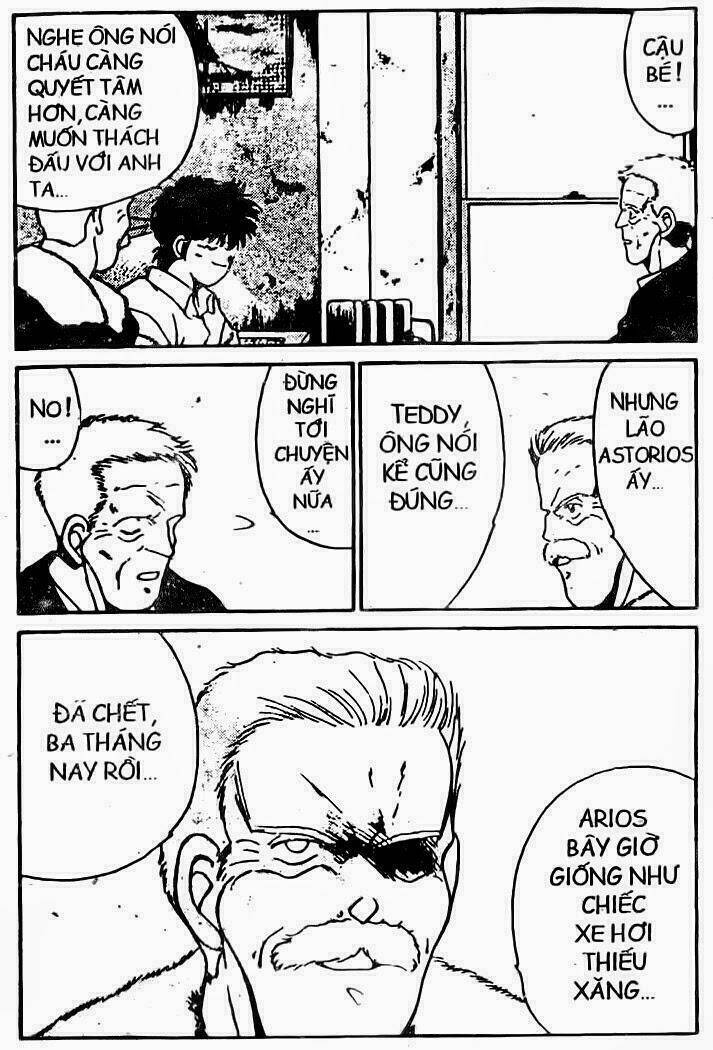 NGHE ÔNG NÓI
CHÁU CÀNG
QUYẾT TÂM
HƠN, CÀNG
MUỐN THÁCH
ĐẤU VỚI ANH
TA...
CẬU
BÉ!
...
NO!
...
ĐỪNG
NGHĨ
TỚI
CHUYỆN
ẤY
NỮA
...
TEDDY,
ÔNG NÓI
KỂ CŨNG
ĐÚNG...
NHƯNG
LÃO
ASTORIOS
ẤY...
ĐÃ CHẾT,
BA THÁNG
NAY RỒI...
ARIOS
BÂY GIỜ
GIỐNG NHƯ
CHIẾC
XE HƠI
THIẾU
XĂNG...